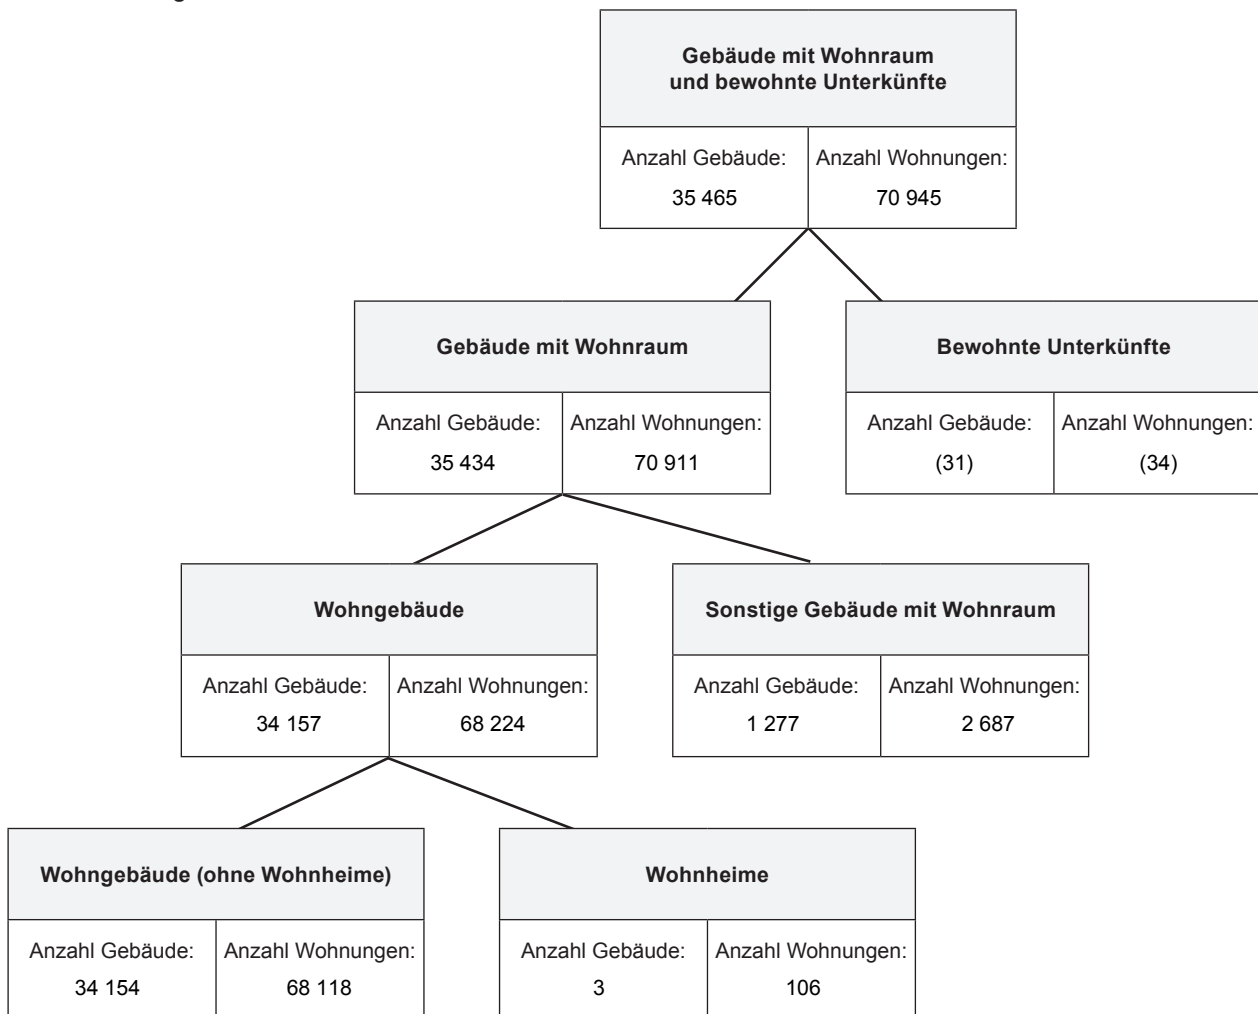 Gebäude mit Wohnraum
und bewohnte Unterkünfte
Anzahl Gebäude: Anzahl Wohnungen:
35 465 70 945
Gebäude mit Wohnraum
Bewohnte Unterkünfte
Anzahl Gebäude: Anzahl Wohnungen:
35 434 70 911
Anzahl Gebäude: Anzahl Wohnungen:
(31) (34)
Wohngebäude
Sonstige Gebäude mit Wohnraum
Anzahl Gebäude: Anzahl Wohnungen:
34 157 68 224
Anzahl Gebäude: Anzahl Wohnungen:
1 277 2 687
Wohngebäude (ohne Wohnheime)
Wohnheime
Anzahl Gebäude: Anzahl Wohnungen:
34 154 68 118
Anzahl Gebäude: Anzahl Wohnungen:
3 106